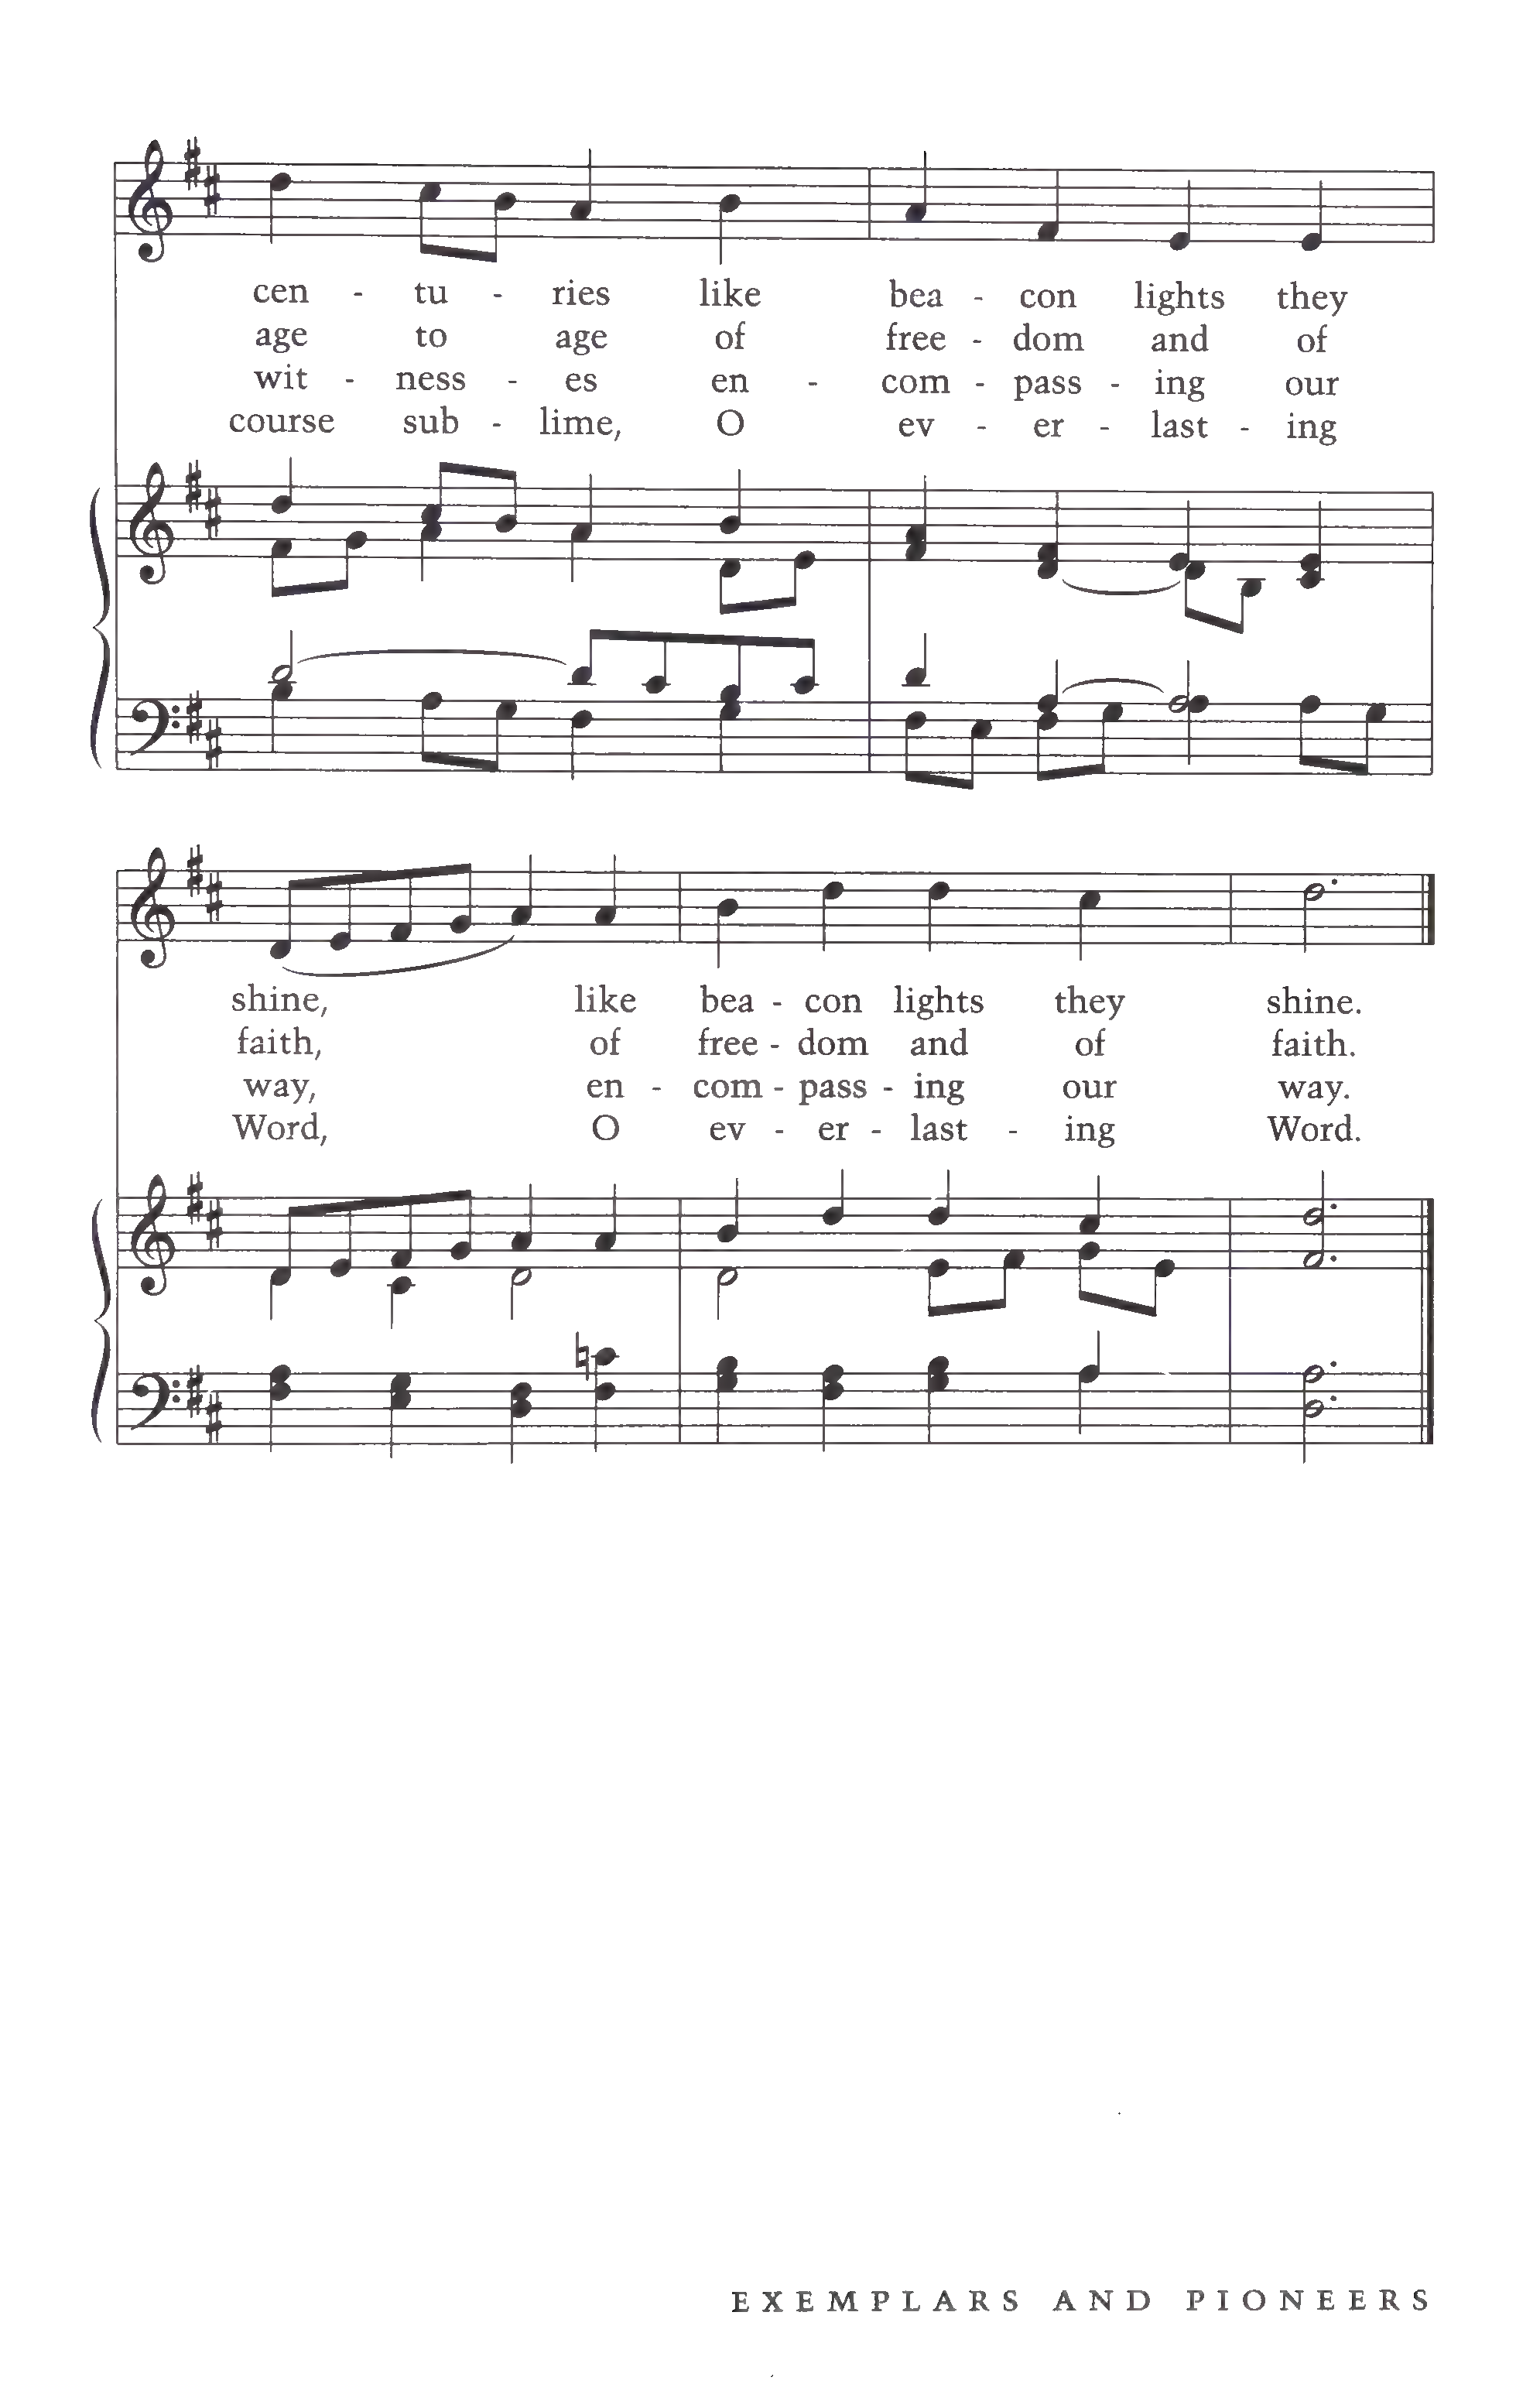 cen - tu - ries like bea - con lights they
age to age of free - dom and of
wit - ness - es en - com - pass - ing our
course sub - lime, O ev - er - last - ing
shine, like bea - con lights they shine.
faith, of free - dom and of faith.
way, en - com - pass - ing our way.
Word, O ev - er - last - ing Word.
EXEMPLARS AND PIONEERS